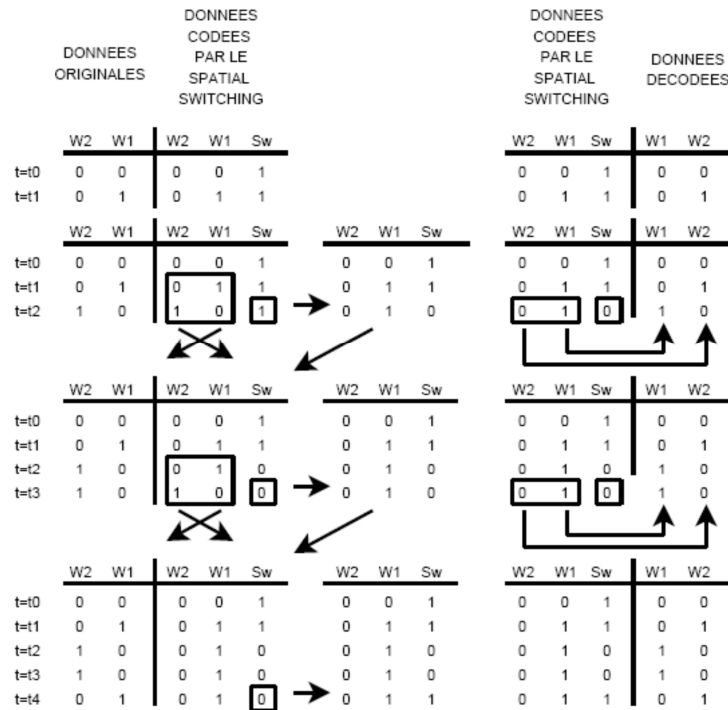 DONNEES
CODEES
PAR LE
SPATIAL
SWITCHING
DONNEES
ORIGINALES
DONNEES
CODEES
PAR LE
SPATIAL
SWITCHING
DONNEES
DECODEES
W2 W1 W2 W1 Sw W2 W1 Sw W1 W2
t=t0 0 0 0 0 1 0 0 1 0 0
t=t1 0 1 0 1 1 0 1 1 0 1
W2 W1 W2 W1 Sw W2 W1 Sw W2 W1 Sw W1 W2
t=t0 0 0 0 0 1 0 0 1 0 0 1 0 0
t=t1 0 1 0 1 1 0 1 1 0 1 1 0 1
t=t2 1 0 1 0 1 0 1 0 0 1 0 1 0
W2 W1 W2 W1 Sw W2 W1 Sw W2 W1 Sw W1 W2
t=t0 0 0 0 0 1 0 0 1 0 0 1 0 0
t=t1 0 1 0 1 1 0 1 1 0 1 1 0 1
t=t2 1 0 0 1 0 0 1 0 0 1 0 1 0
t=t3 1 0 1 0 0 0 1 0 0 1 0 1 0
W2 W1 W2 W1 Sw W2 W1 Sw W2 W1 Sw W1 W2
t=t0 0 0 0 0 1 0 0 1 0 0 1 0 0
t=t1 0 1 0 1 1 0 1 1 0 1 1 0 1
t=t2 1 0 0 1 0 0 1 0 0 1 0 1 0
t=t3 1 0 0 1 0 0 1 0 0 1 0 1 0
t=t4 0 1 0 1 0 0 1 1 0 1 1 0 1